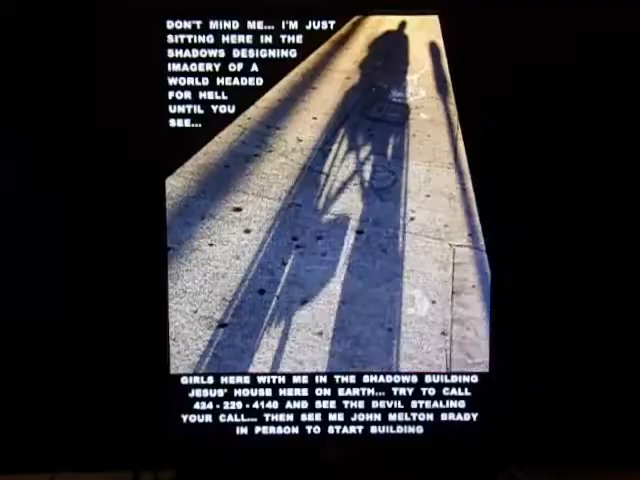 DON'T MIND ME... I'M JUST
SITTING HERE IN THE
SHADOWS DESIGNING
IMAGERY OF A
WORLD HEADED
FOR HELL
UNTIL YOU
SEE...
GIRLS HERE WITH ME IN THE SHADOWS BUILDING
JESUS' HOUSE HERE ON EARTH... TRY TO CALL
424 - 229 - 4140 AND SEE THE DEVIL STEALING
YOUR CALL... THEN SEE ME JOHN MELTON BRADY
IN PERSON TO START BUILDING